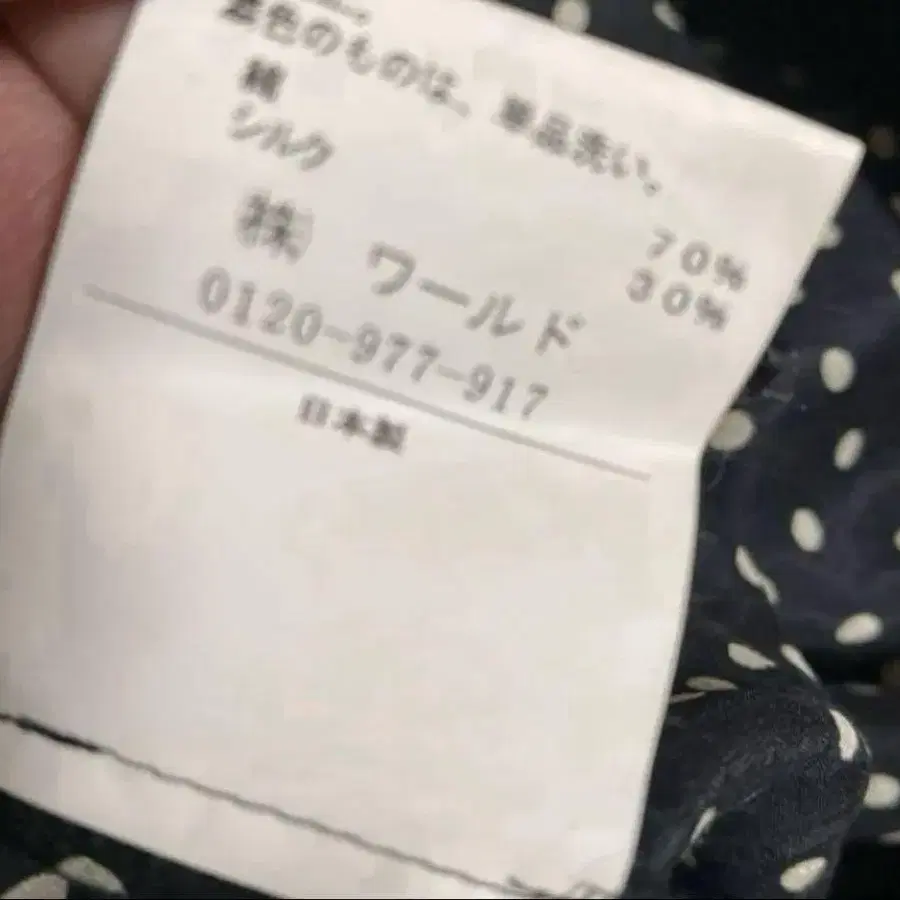 濃色のものは、単品洗い。
綿 70%
シルク 30%
㈱ ワールド
0120-977-917
日本製